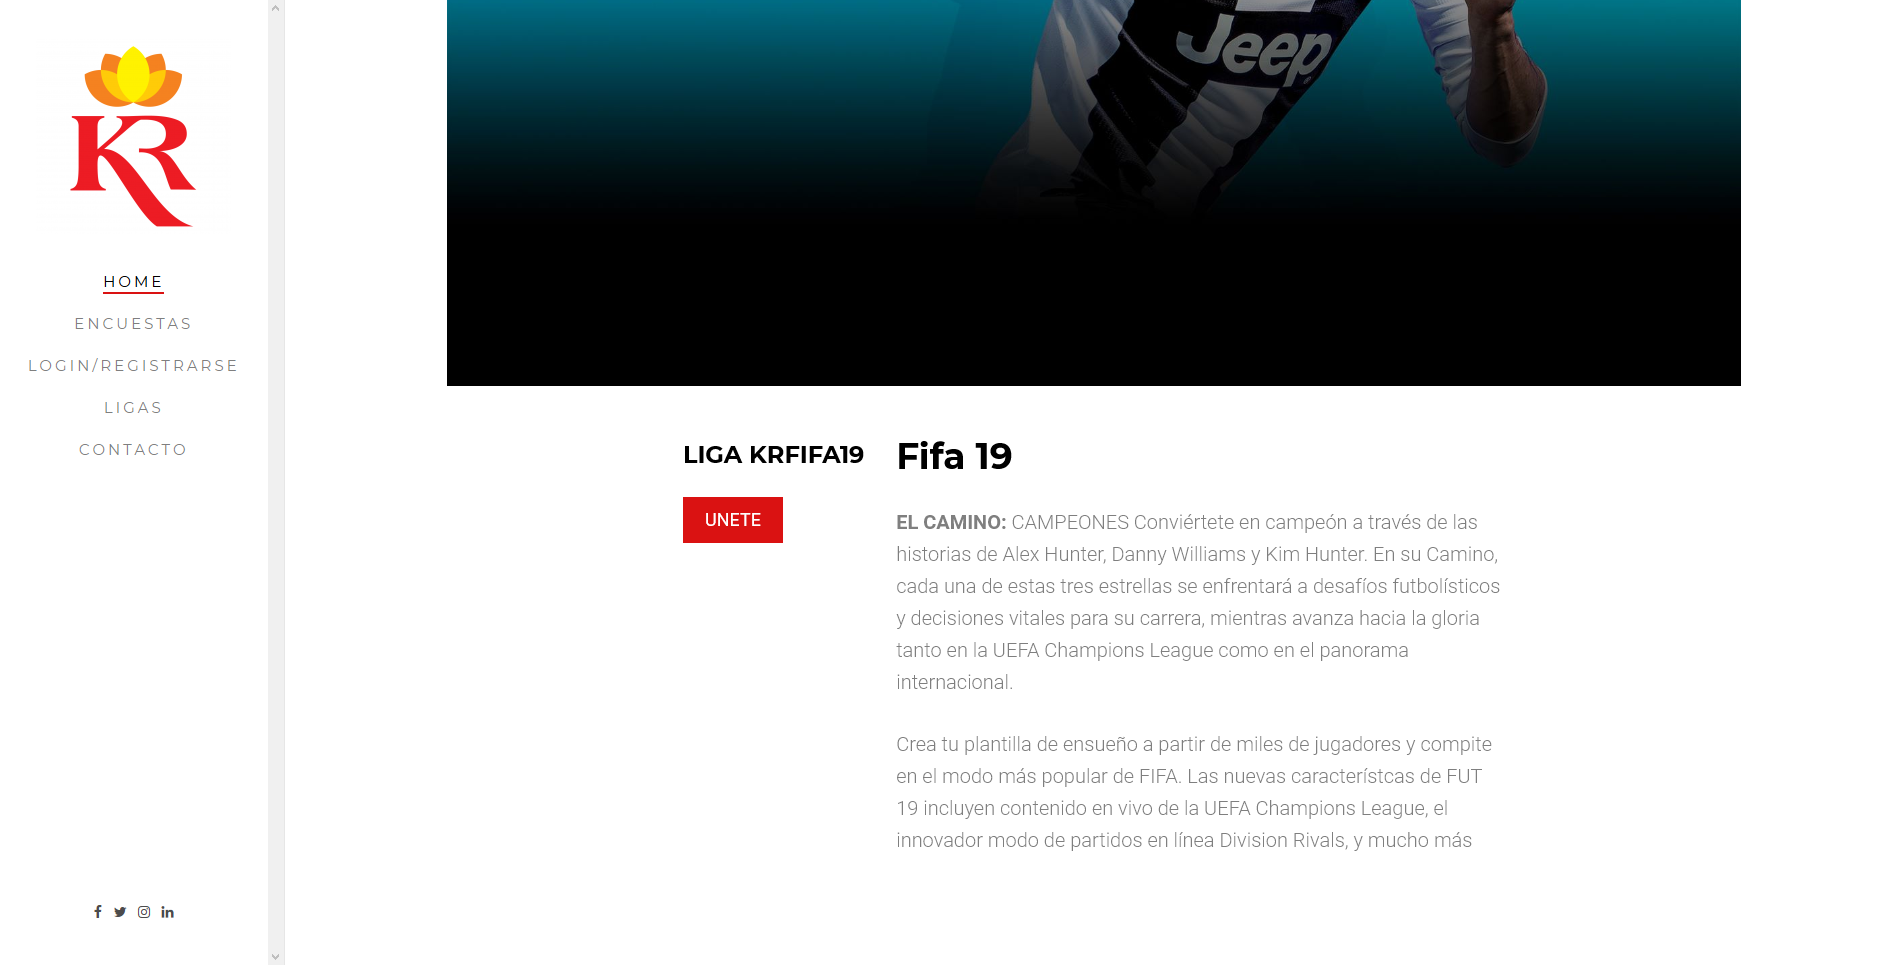 KR
HOME
ENCUESTAS
LOGIN/REGISTRARSE
LIGAS
CONTACTO
Jeep
LIGA KRFIFA19
UNETE
Fifa 19
EL CAMINO: CAMPEONES Conviértete en campeón a través de las
historias de Alex Hunter, Danny Williams y Kim Hunter. En su Camino,
cada una de estas tres estrellas se enfrentará a desafíos futbolísticos
y decisiones vitales para su carrera, mientras avanza hacia la gloria
tanto en la UEFA Champions League como en el panorama
internacional.
Crea tu plantilla de ensueño a partir de miles de jugadores y compite
en el modo más popular de FIFA. Las nuevas característcas de FUT
19 incluyen contenido en vivo de la UEFA Champions League, el
innovador modo de partidos en línea Division Rivals, y mucho más